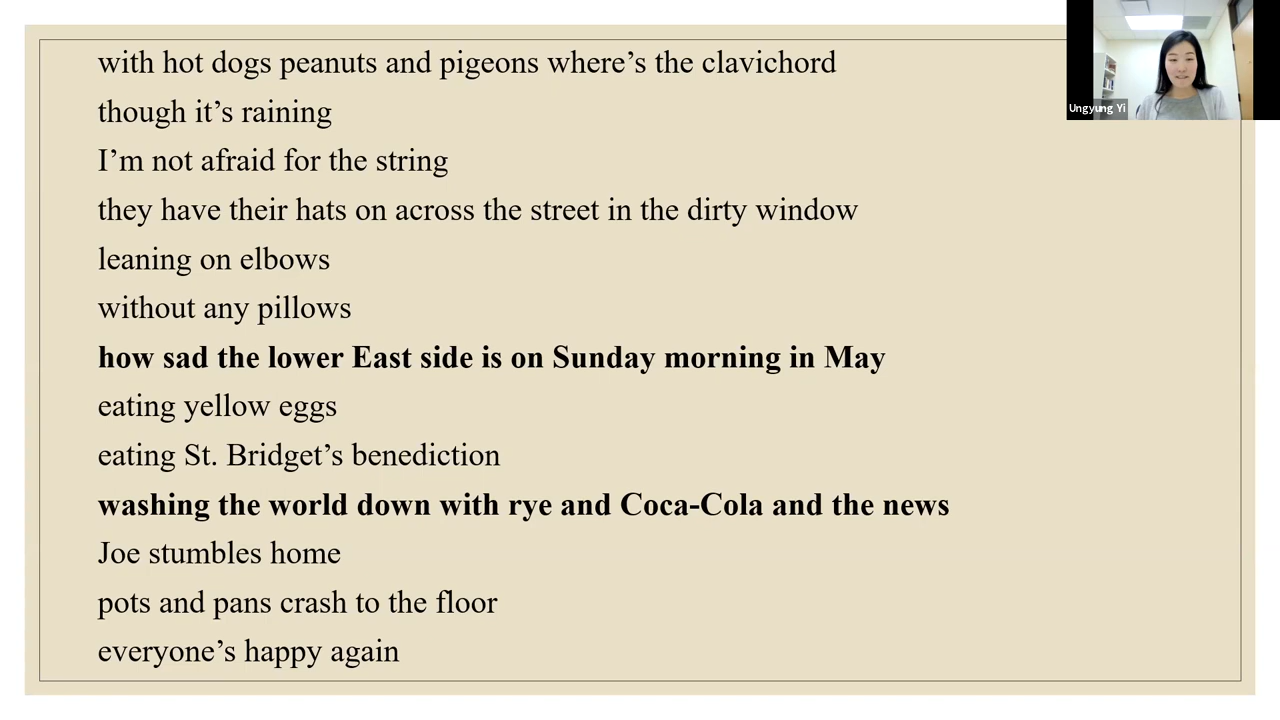 with hot dogs peanuts and pigeons where’s the clavichord
though it’s raining
I’m not afraid for the string
they have their hats on across the street in the dirty window
leaning on elbows
without any pillows
how sad the lower East side is on Sunday morning in May
eating yellow eggs
eating St. Bridget’s benediction
washing the world down with rye and Coca-Cola and the news
Joe stumbles home
pots and pans crash to the floor
everyone’s happy again
Ungyung Yi